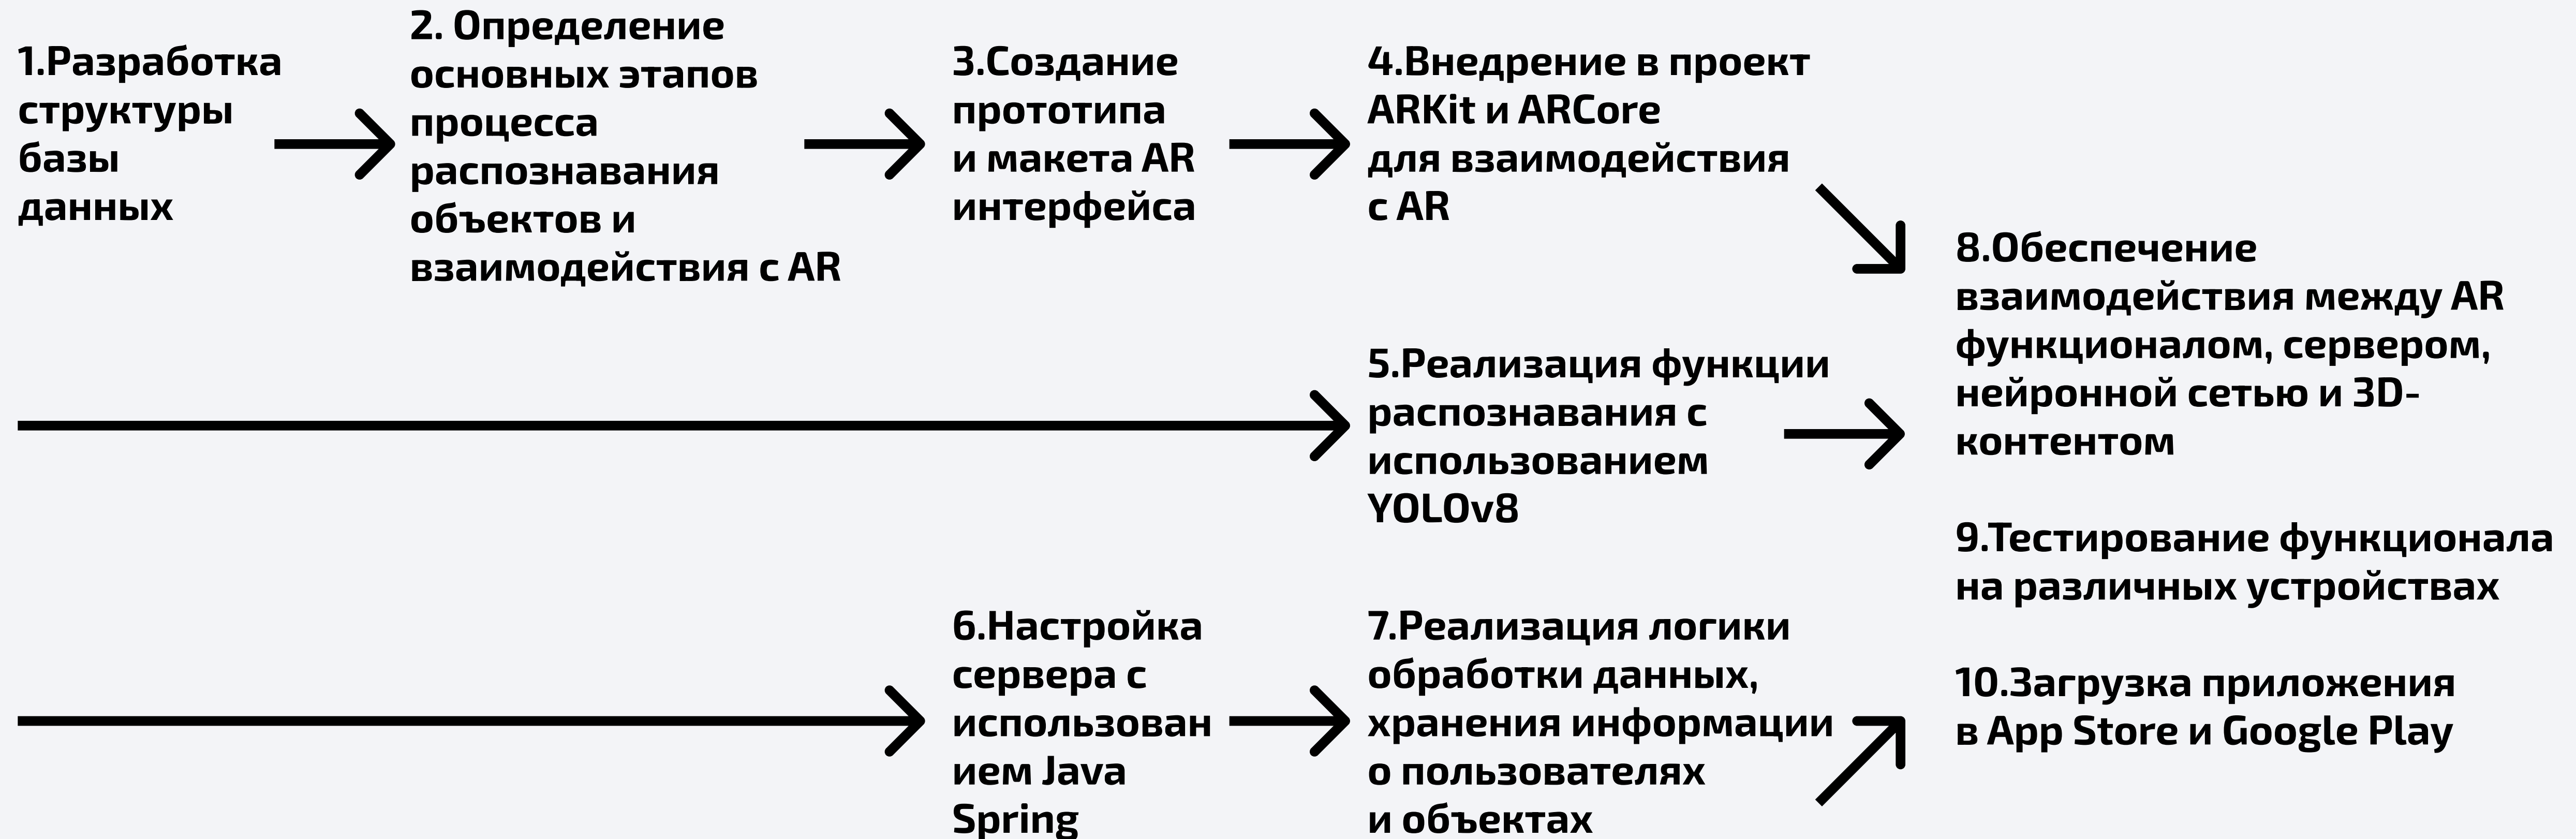 1.Разработка
структуры
базы
данных
2. Определение
основных этапов
процесса
распознавания
объектов и
взаимодействия с AR
3.Создание
прототипа
и макета AR
интерфейса
4.Внедрение в проект
ARKit и ARCore
для взаимодействия
с AR
5.Реализация функции
распознавания с
использованием
YOLOv8
6.Настройка
сервера с
использован
ием Java
Spring
7.Реализация логики
обработки данных,
хранения информации
о пользователях
и объектах
8.Обеспечение
взаимодействия между AR
функционалом, сервером,
нейронной сетью и 3D-
контентом
9.Тестирование функционала
на различных устройствах
10.Загрузка приложения
в App Store и Google Play